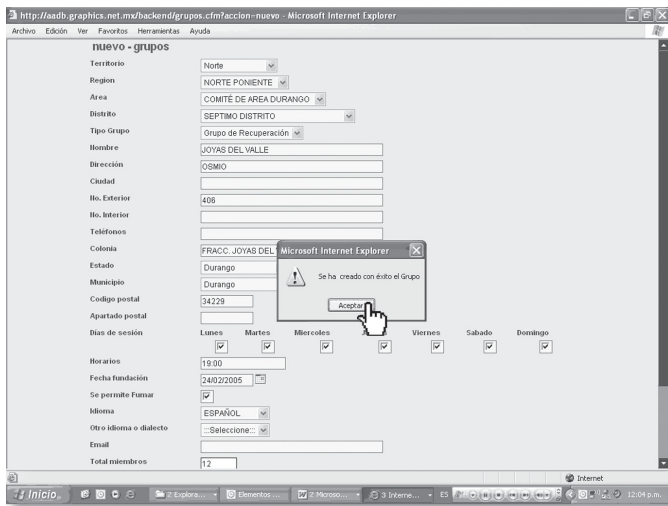 http://aadb.graphics.net.mx/backend/grupos.cfm?accion=nuevo - Microsoft Internet Explorer
Archivo Edición Ver Favoritos Herramientas Ayuda
nuevo - grupos
Territorio Norte
Region NORTE PONIENTE
Area COMITÉ DE AREA DURANGO
Distrito SEPTIMO DISTRITO
Tipo Grupo Grupo de Recuperación
Nombre JOYAS DEL VALLE
Dirección OSMIO
Ciudad
No. Exterior 406
No. Interior
Teléfonos
Colonia FRACC. JOYAS DEL
Microsoft Internet Explorer
Se ha creado con éxito el Grupo
Aceptar
Estado Durango
Municipio Durango
Codigo postal 34229
Apartado postal
Dias de sesión Lunes Martes Miercoles Viernes Sabado Domingo
Horarios 19:00
Fecha fundación 24/02/2005
Se permite Fumar
Idioma ESPAÑOL
Otro idioma o dialecto :::Seleccione:::
Email
Total miembros 12
Internet
Inicio 2 Explora... Elementos ... 2 Microso... 3 Interne... ES 12:04 p.m.